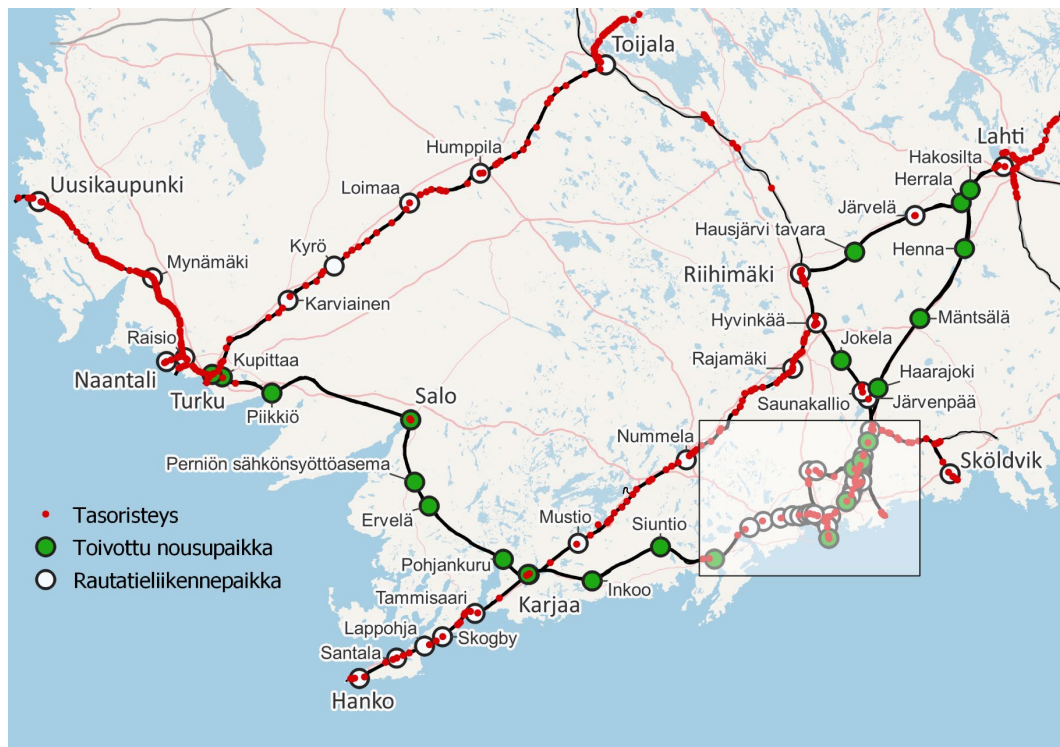 Toijala
Lahti
Humppila
Hakosilta
Herrala
Uusikaupunki
Loimaa
Järvelä
Hausjärvi tavara
Henna
Kyrö
Mynämäki
Riihimäki
Karviainen
Mäntsälä
Hyvinkää
Raisio
Jokela
Kupittaa
Rajamäki
Naantali
Haarajoki
Turku
Salo
Saunakallio
Järvenpää
Piikkiö
Nummela
Perniön sähkönsyöttöasema
Sköldvik
Tasoristeys
Mustio
Siuntio
Ervelä
Toivottu nousupaikka
Pohjankuru
Rautatieliikennepaikka
Inkoo
Tammisaari
Karjaa
Lappohja
Skogby
Santala
Hanko